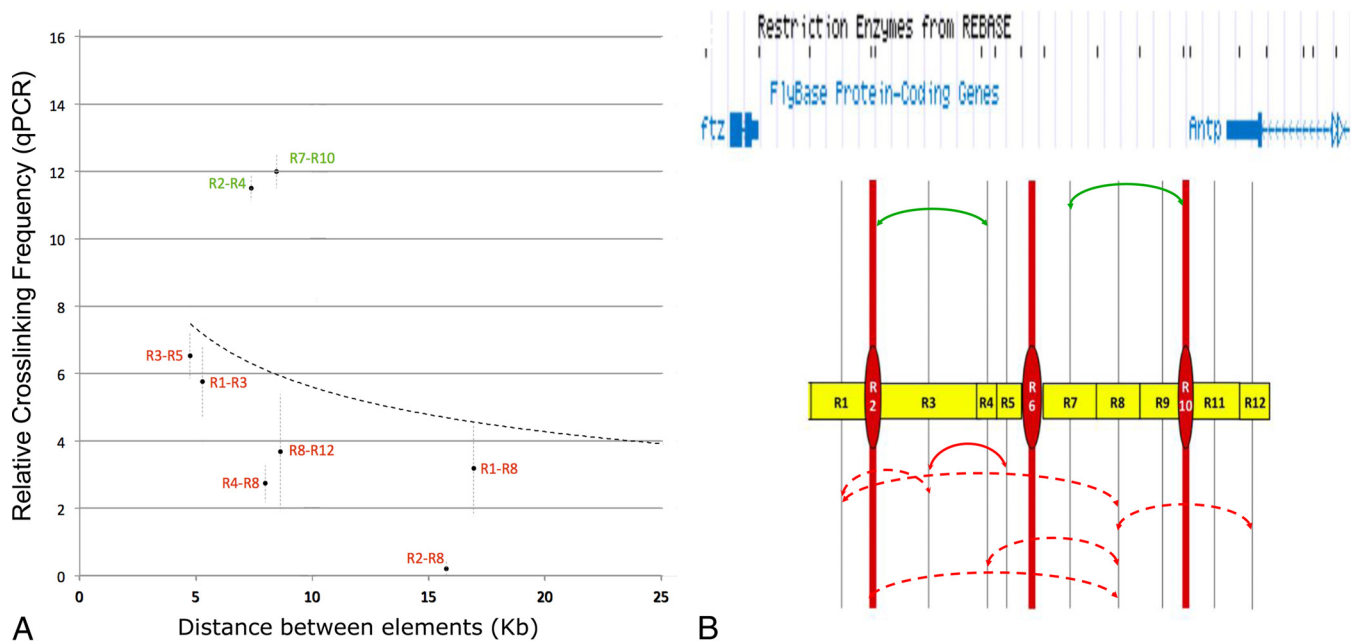 Relative Crosslinking Frequency (qPCR)
16
14
12
10
8
6
4
2
0
R7-R10
R2-R4
R3-R5
R1-R3
R8-R12
R4-R8
R1-R8
R2-R8
0
5
10
15
20
25
Distance between elements (Kb)
A
Restriction Enzymes from REBASE
FlyBase Protein-Coding Genes
ftz
Antp
R1
R 2
R3
R4
R5
R 6
R7
R8
R9
R 10
R11
R12
B